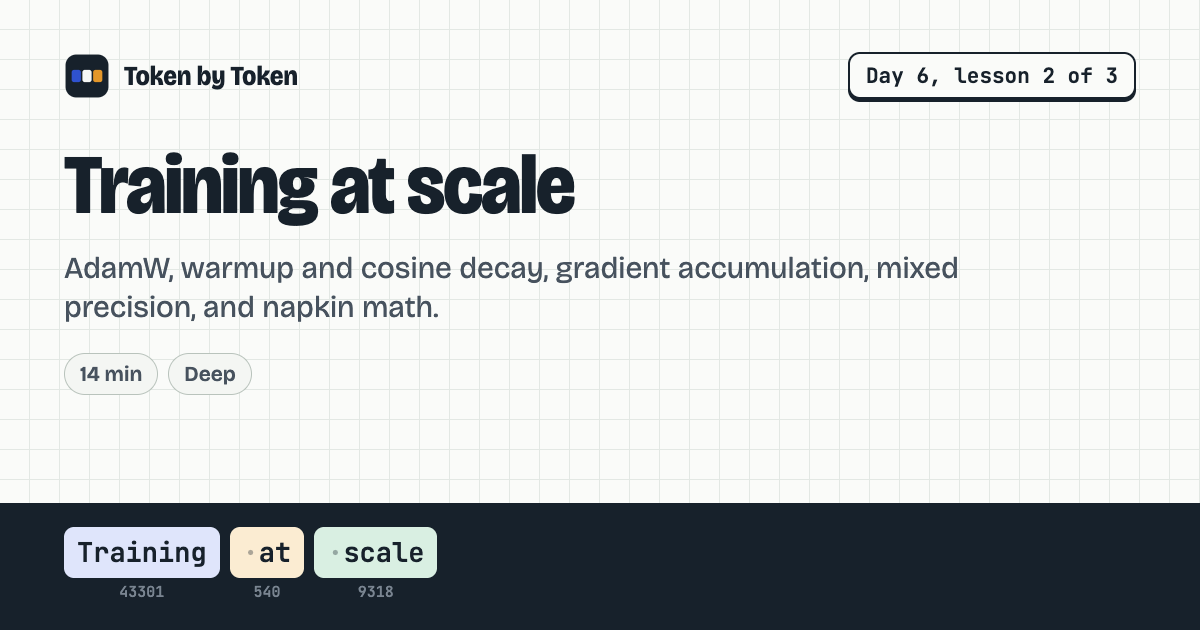 Token by Token
Day 6, lesson 2 of 3
Training at scale
AdamW, warmup and cosine decay, gradient accumulation, mixed
precision, and napkin math.
14 min
Deep
Training ·at ·scale
43301 540 9318